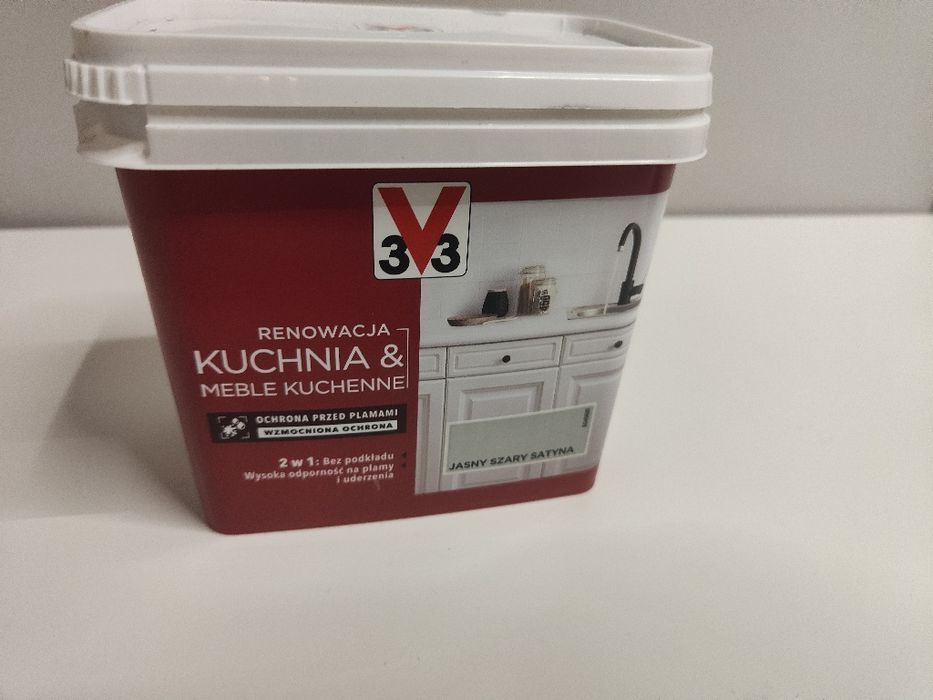 3V3
RENOWACJA
KUCHNIA &
MEBLE KUCHENNE
OCHRONA PRZED PLAMAMI
WZMOCNIONA OCHRONA
2 w 1: Bez podkładu
Wysoka odporność na plamy
i uderzenia
JASNY SZARY SATYNA